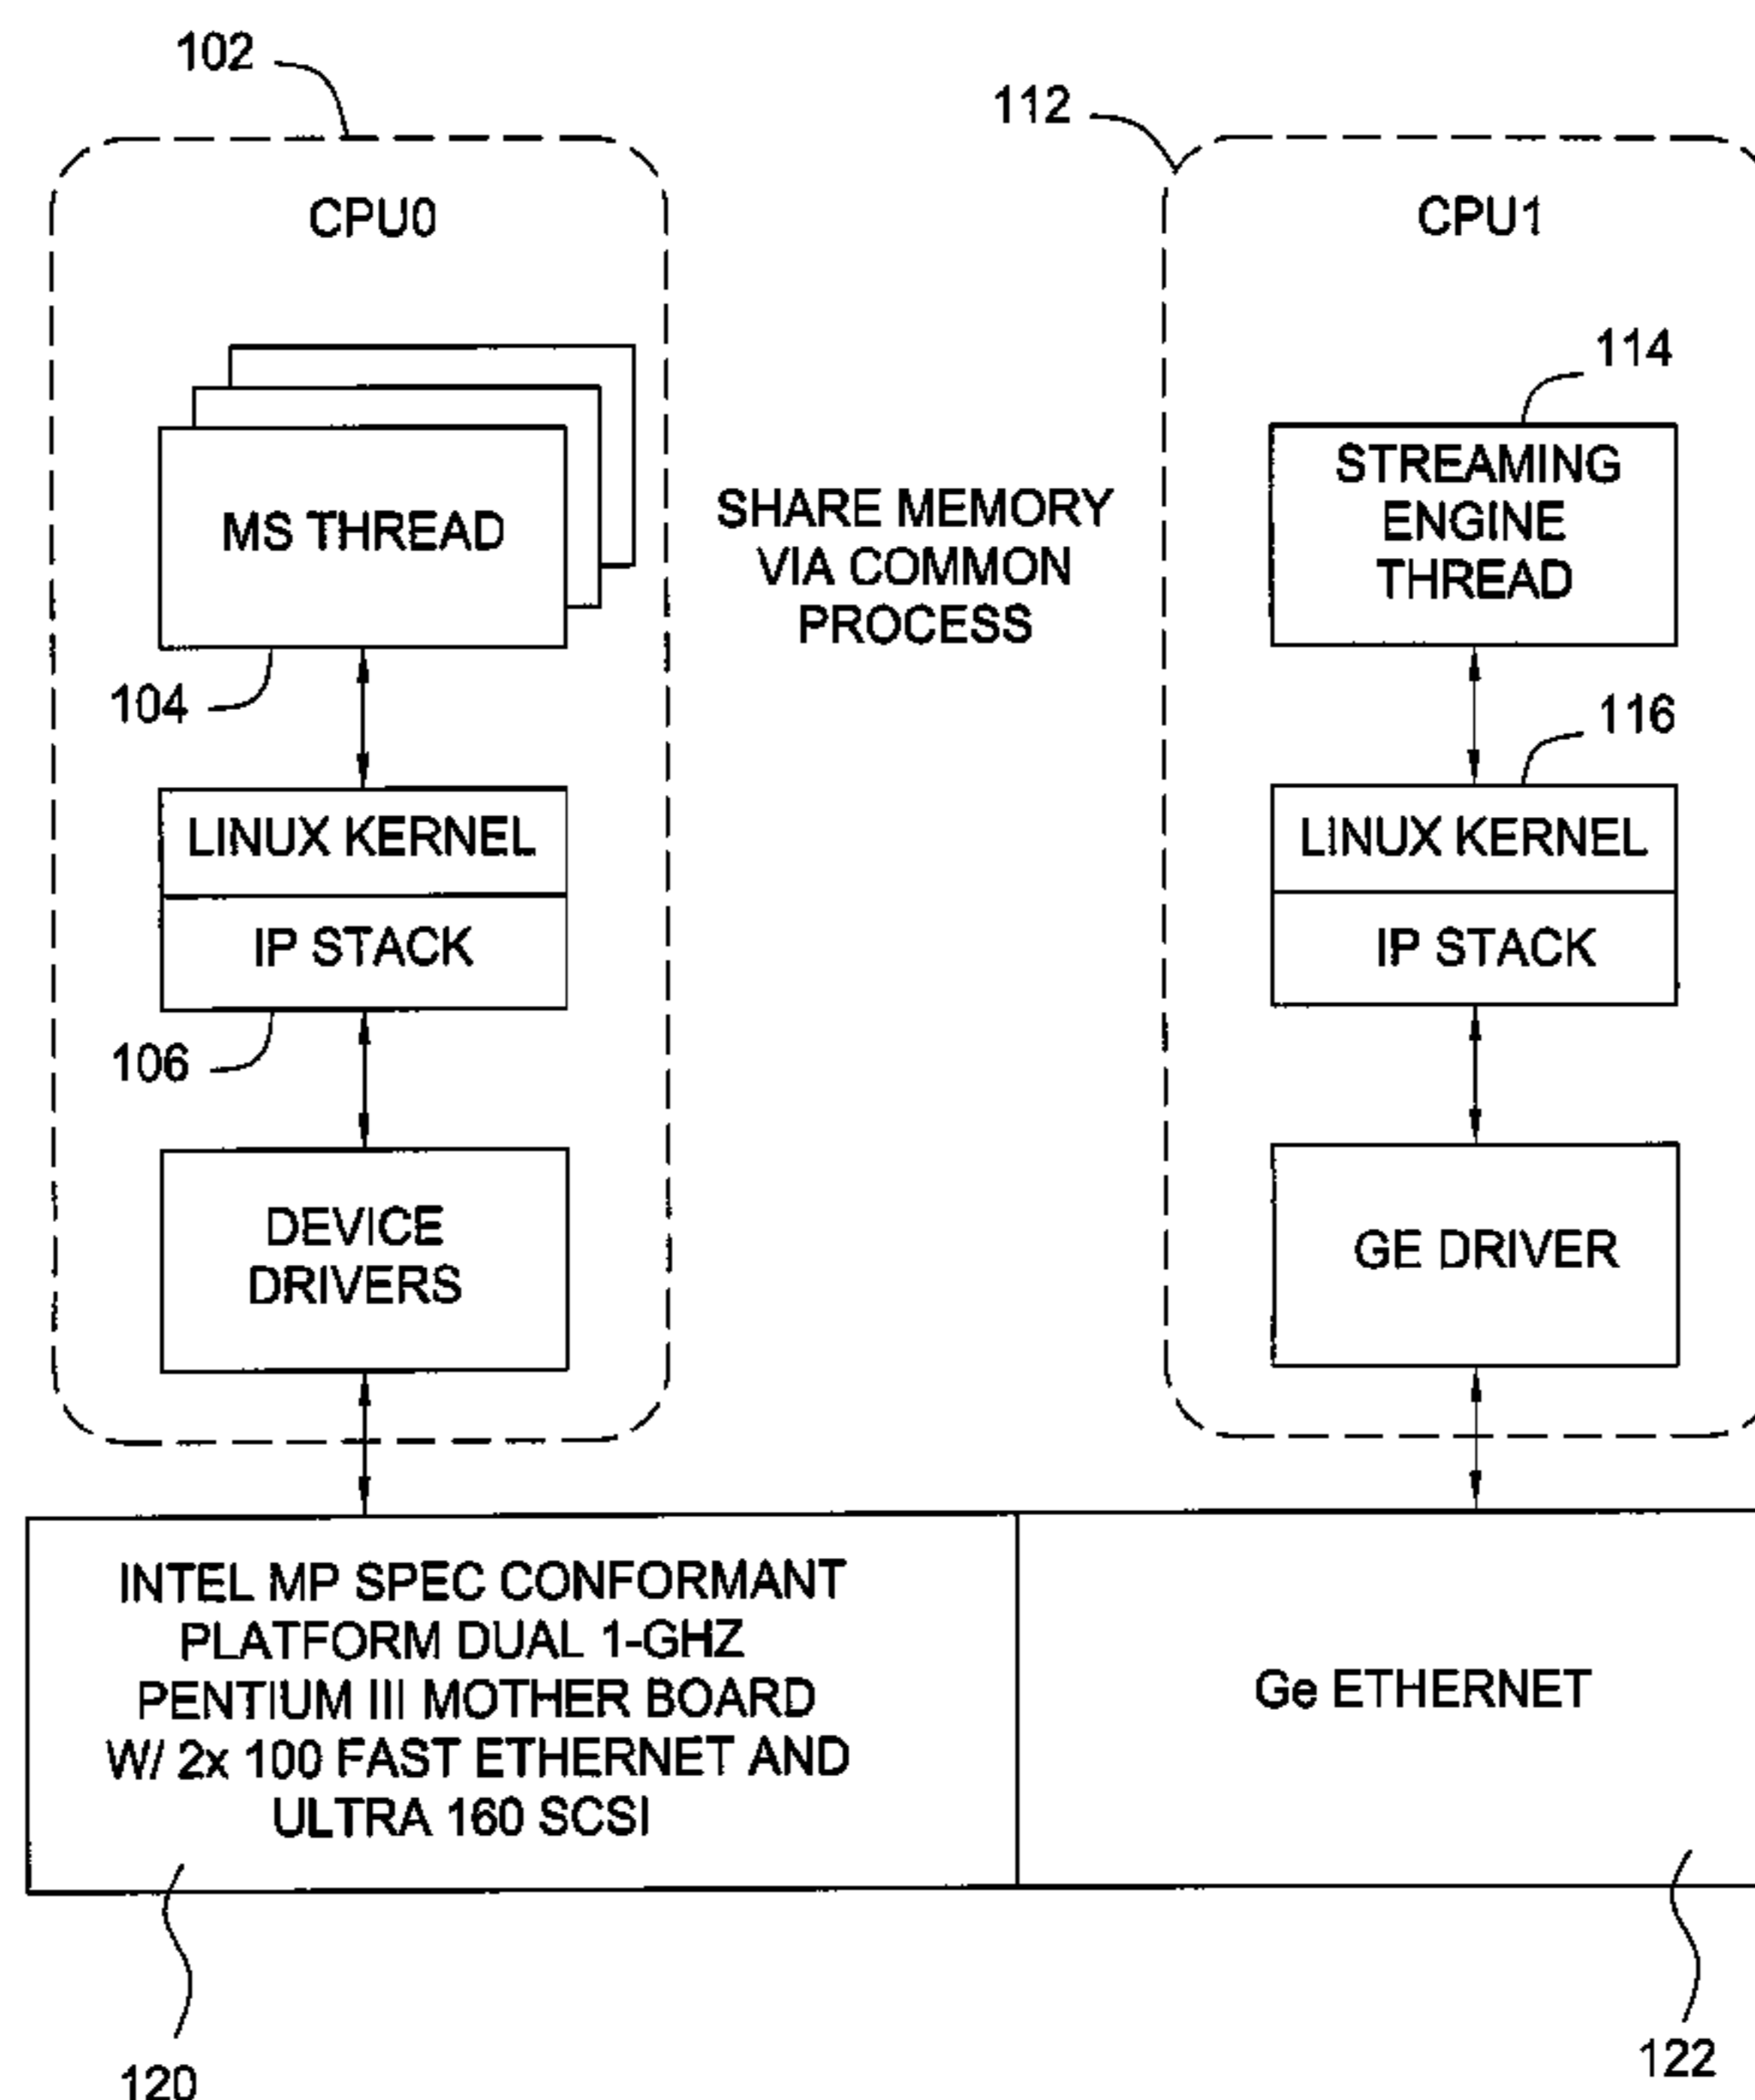 102
112
CPU0
CPU1
114
MS THREAD
SHARE MEMORY
VIA COMMON
PROCESS
STREAMING
ENGINE
THREAD
104
116
LINUX KERNEL
IP STACK
LINUX KERNEL
IP STACK
106
DEVICE
DRIVERS
GE DRIVER
INTEL MP SPEC CONFORMANT
PLATFORM DUAL 1-GHZ
PENTIUM III MOTHER BOARD
W/ 2x 100 FAST ETHERNET AND
ULTRA 160 SCSI
Ge ETHERNET
120
122